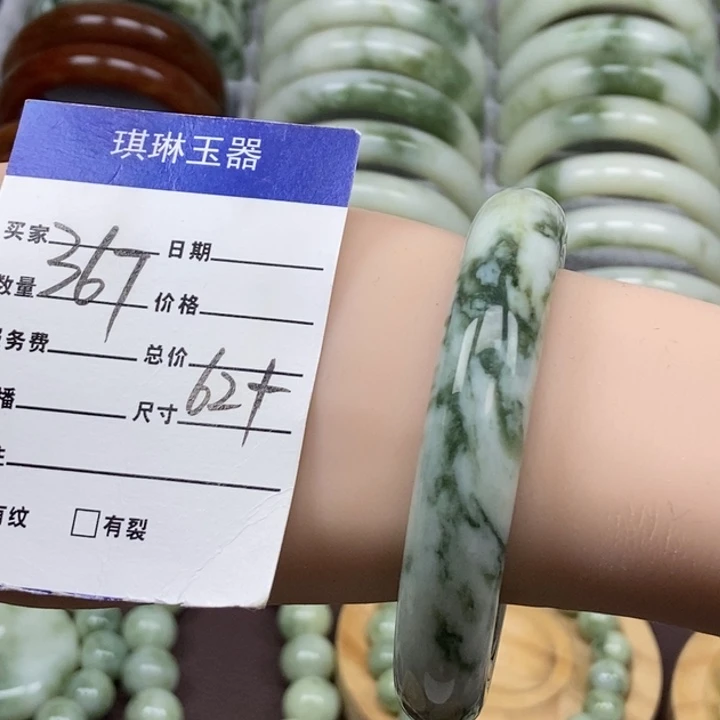 琪琳玉器
买家 日期
367
数量 价格
务费 总价
播 尺寸 62+
有纹 □有裂